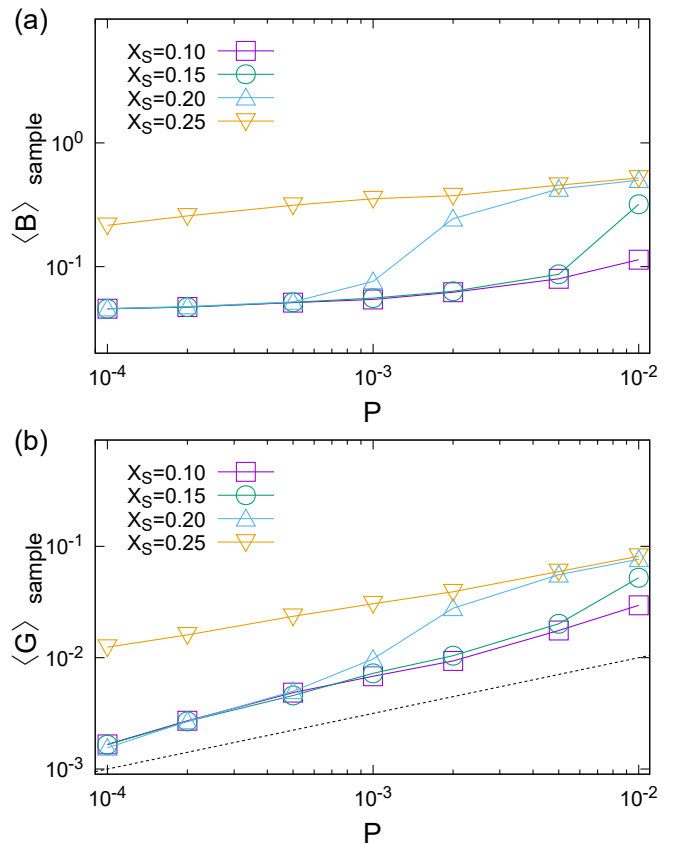 (a)
X_S=0.10
X_S=0.15
X_S=0.20
X_S=0.25
10^0
10^-1
⟨B⟩ sample
10^-4
10^-3
10^-2
P
(b)
X_S=0.10
X_S=0.15
X_S=0.20
X_S=0.25
10^-1
10^-2
10^-3
⟨G⟩ sample
10^-4
10^-3
10^-2
P